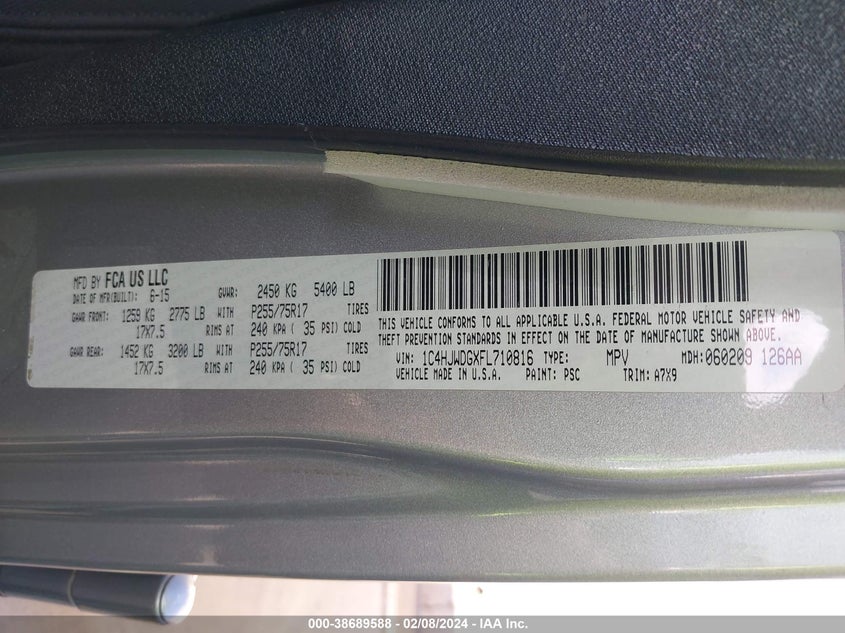 MFD BY FCA US LLC
DATE OF MFR(BUILT): 6-15 GVWR: 2450 KG 5400 LB
GAWR FRONT: 1259 KG 2775 LB WITH P255/75R17 TIRES
17X7.5 RIMS AT 240 KPA ( 35 PSI) COLD
GAWR REAR: 1452 KG 3200 LB WITH P255/75R17 TIRES
17X7.5 RIMS AT 240 KPA ( 35 PSI) COLD
THIS VEHICLE CONFORMS TO ALL APPLICABLE U.S.A. FEDERAL MOTOR VEHICLE SAFETY AND
THEFT PREVENTION STANDARDS IN EFFECT ON THE DATE OF MANUFACTURE SHOWN ABOVE.
VIN: 1C4HJWDGXFL710816 TYPE: MPV MDH:060209 126AA
VEHICLE MADE IN U.S.A. PAINT: PSC TRIM: A7X9
000-38689588 - 02/08/2024 - IAA Inc.